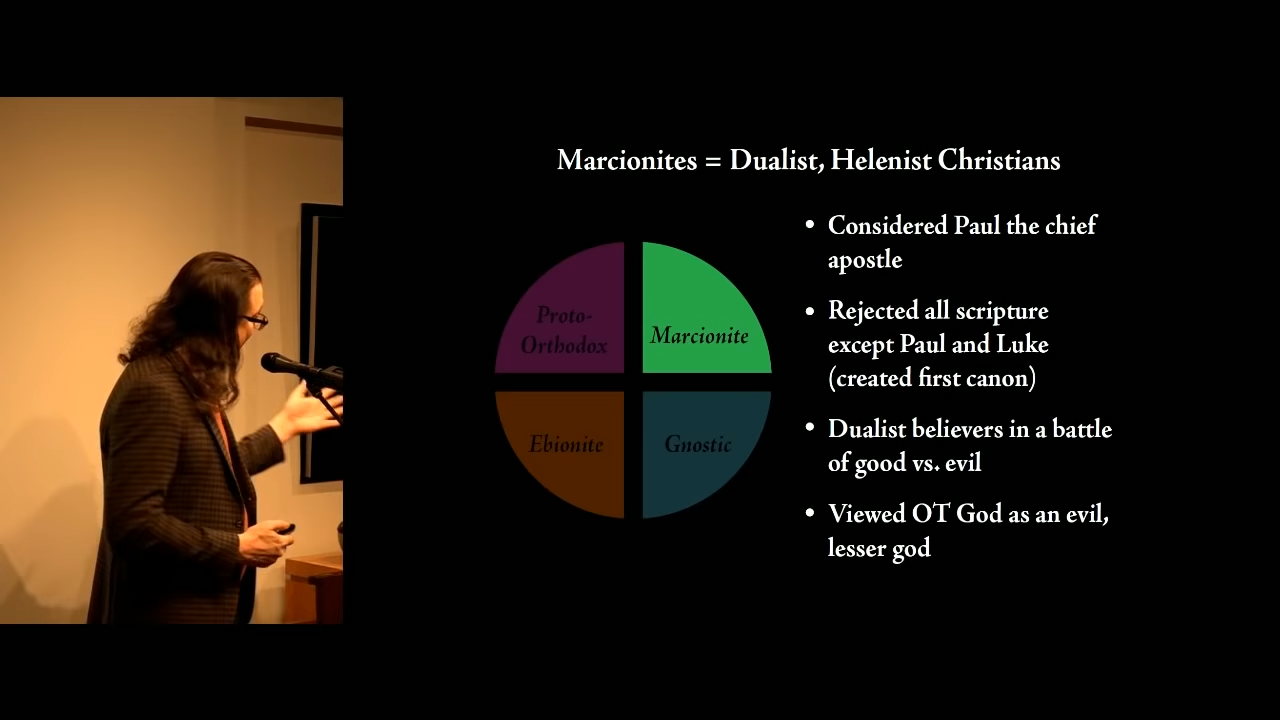 Marcionites = Dualist, Helenist Christians
Proto-
Orthodox
Marcionite
Ebionite
Gnostic
• Considered Paul the chief
apostle
• Rejected all scripture
except Paul and Luke
(created first canon)
• Dualist believers in a battle
of good vs. evil
• Viewed OT God as an evil,
lesser god